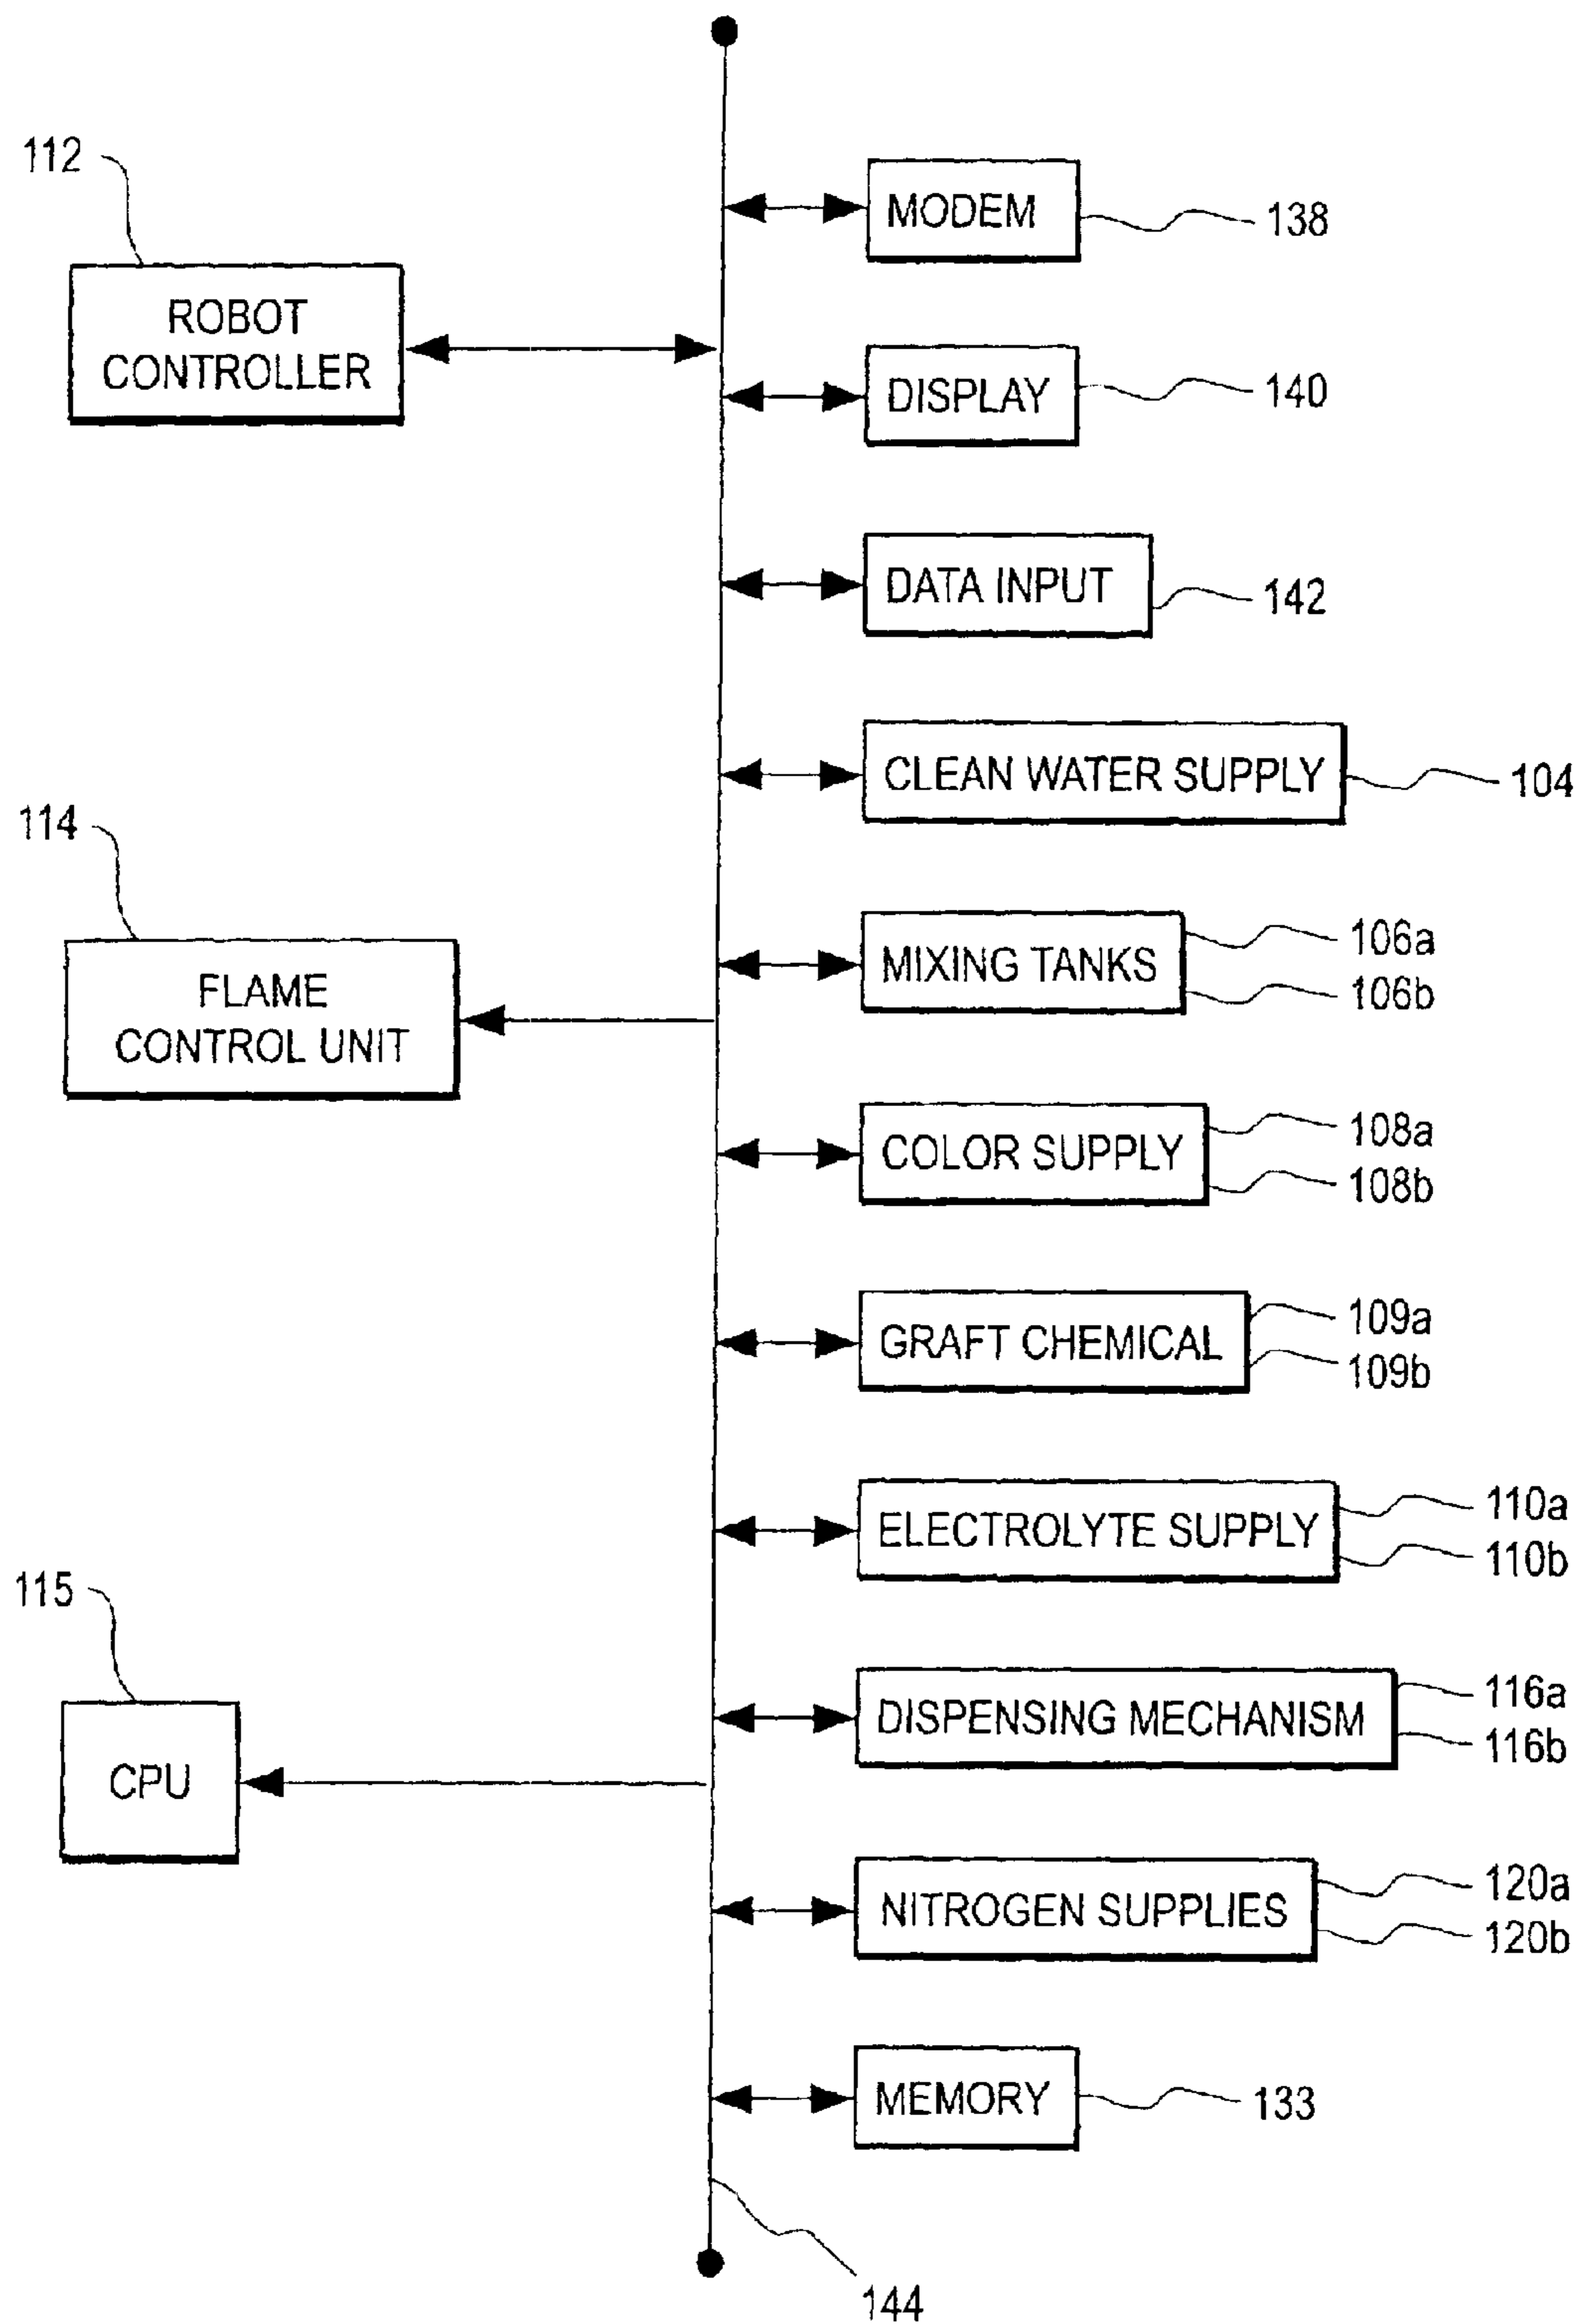 112
ROBOT
CONTROLLER
MODEM
138
DISPLAY
140
DATA INPUT
142
CLEAN WATER SUPPLY
104
114
FLAME
CONTROL UNIT
MIXING TANKS
106a
106b
COLOR SUPPLY
108a
108b
GRAFT CHEMICAL
109a
109b
ELECTROLYTE SUPPLY
110a
110b
115
CPU
DISPENSING MECHANISM
116a
116b
NITROGEN SUPPLIES
120a
120b
MEMORY
133
144